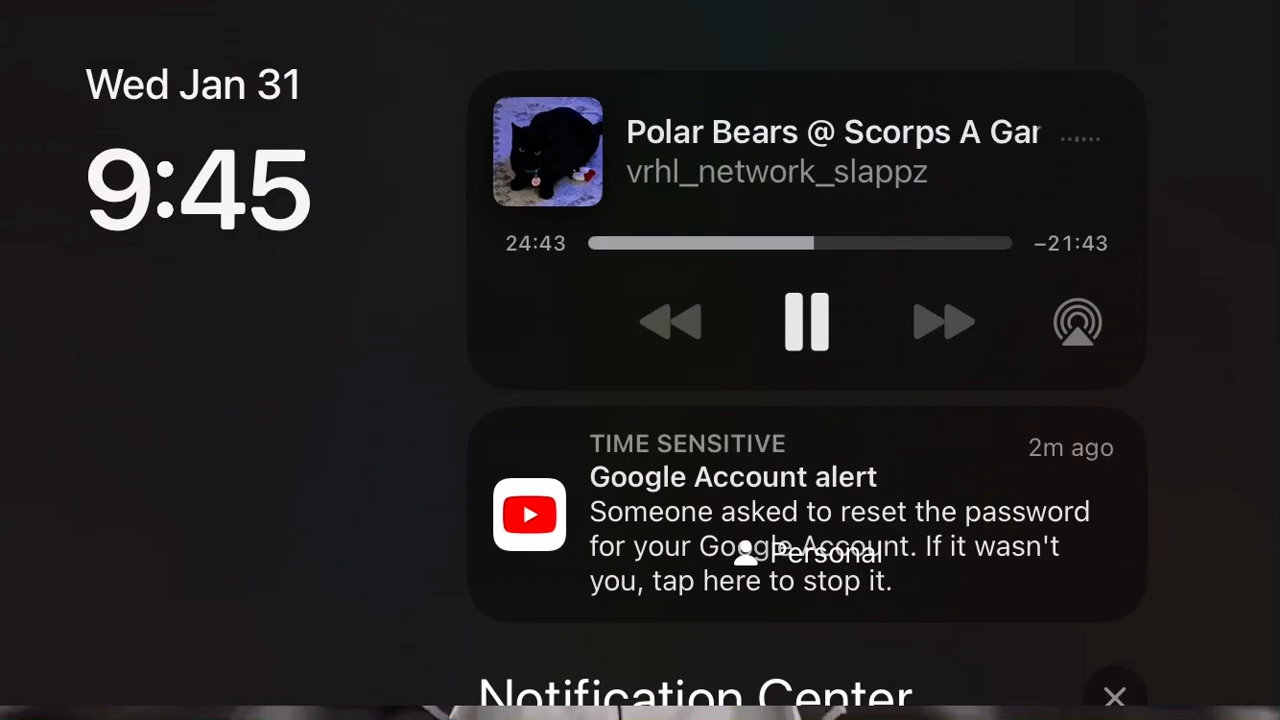 Wed Jan 31
9:45
Polar Bears @ Scorps A Gar
vrhl_network_slappz
24:43
−21:43
TIME SENSITIVE
2m ago
Google Account alert
Someone asked to reset the password
for your Google Account. If it wasn't
Personal
you, tap here to stop it.
Notification Center